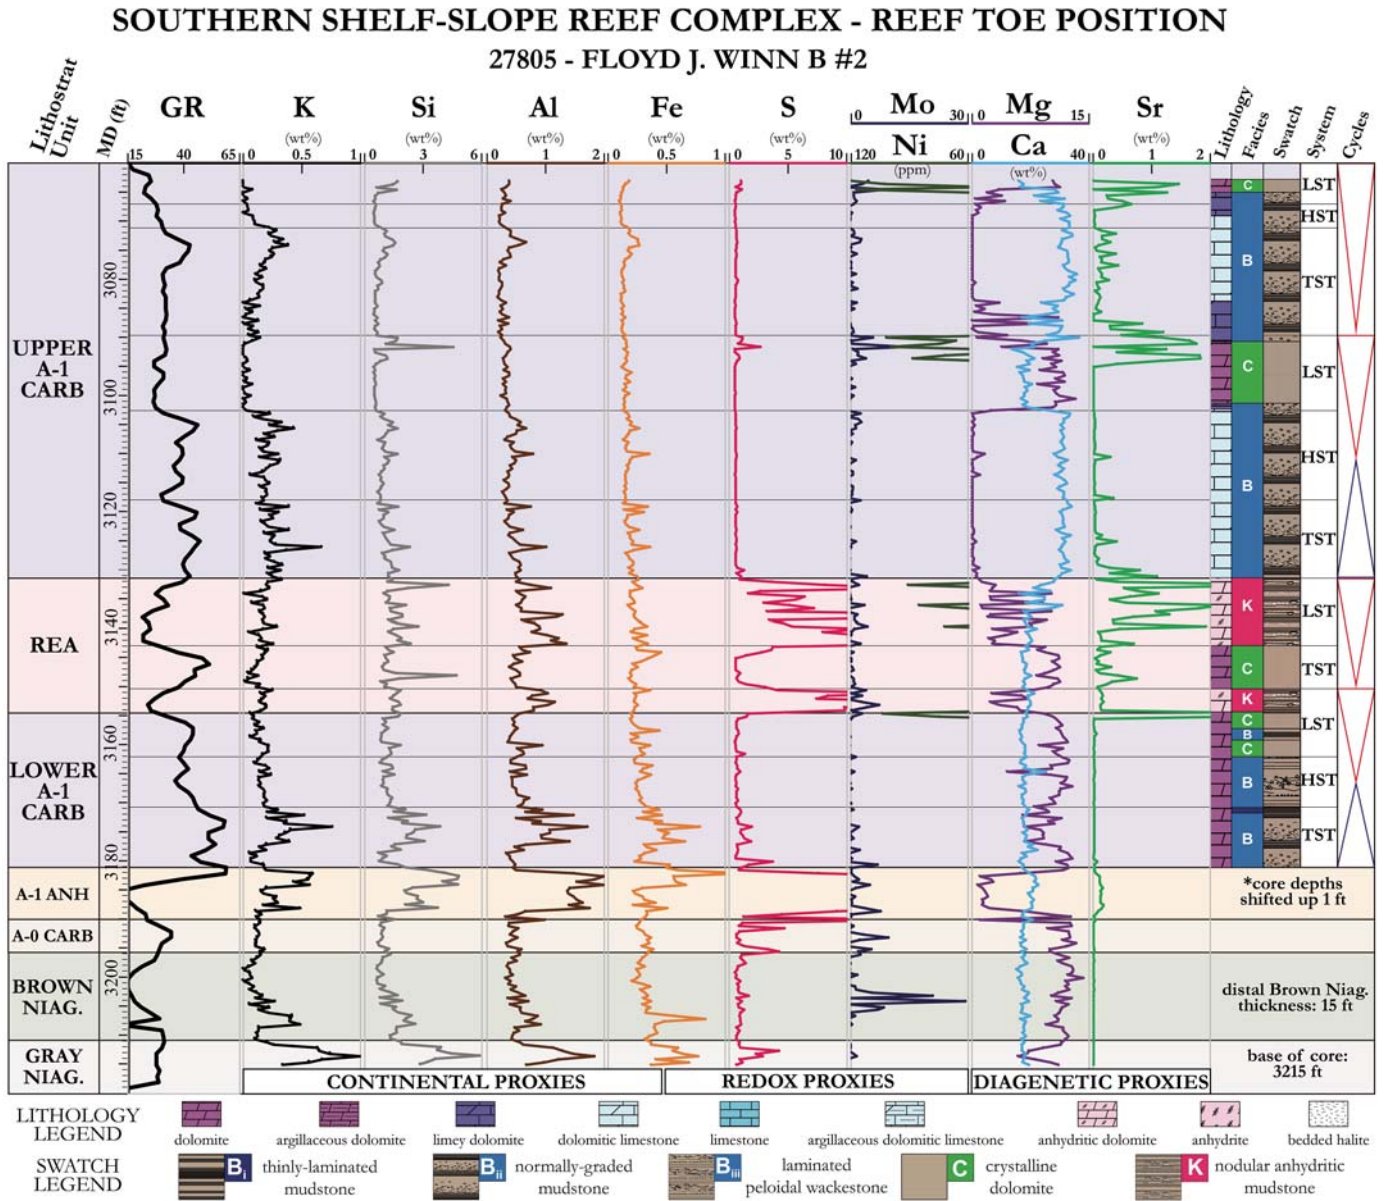 SOUTHERN SHELF-SLOPE REEF COMPLEX - REEF TOE POSITION
27805 - FLOYD J. WINN B #2
Lithostrat
Unit
MD (ft)
GR
K
Si
Al
Fe
S
Mo
Mg
Sr
Lithology
Facies
Swatch
System
Cycles
0 30
0 15
(wt%) (wt%) (wt%) (wt%) (wt%) (wt%)
Ni
Ca
15 40 65
0 0.5 1
0 3 6
0 1 2
0 0.5 1
0 5 10
120 60
0 40
0 1 2
(ppm)
(wt%)
C LST
HST
B
TST
3080
UPPER
A-1
CARB
C LST
3100
HST
B
3120
TST
K LST
3140
REA
C TST
K
C LST
B
C
3160
LOWER
A-1
CARB
B HST
B TST
3180
A-1 ANH
*core depths
shifted up 1 ft
A-0 CARB
3200
BROWN
NIAG.
distal Brown Niag.
thickness: 15 ft
GRAY
NIAG.
base of core:
3215 ft
CONTINENTAL PROXIES REDOX PROXIES DIAGENETIC PROXIES
LITHOLOGY
LEGEND
dolomite argillaceous dolomite limey dolomite dolomitic limestone limestone argillaceous dolomitic limestone anhydritic dolomite anhydrite bedded halite
SWATCH
LEGEND
Bi thinly-laminated
mudstone
Bii normally-graded
mudstone
Biii laminated
peloidal wackestone
C crystalline
dolomite
K nodular anhydritic
mudstone